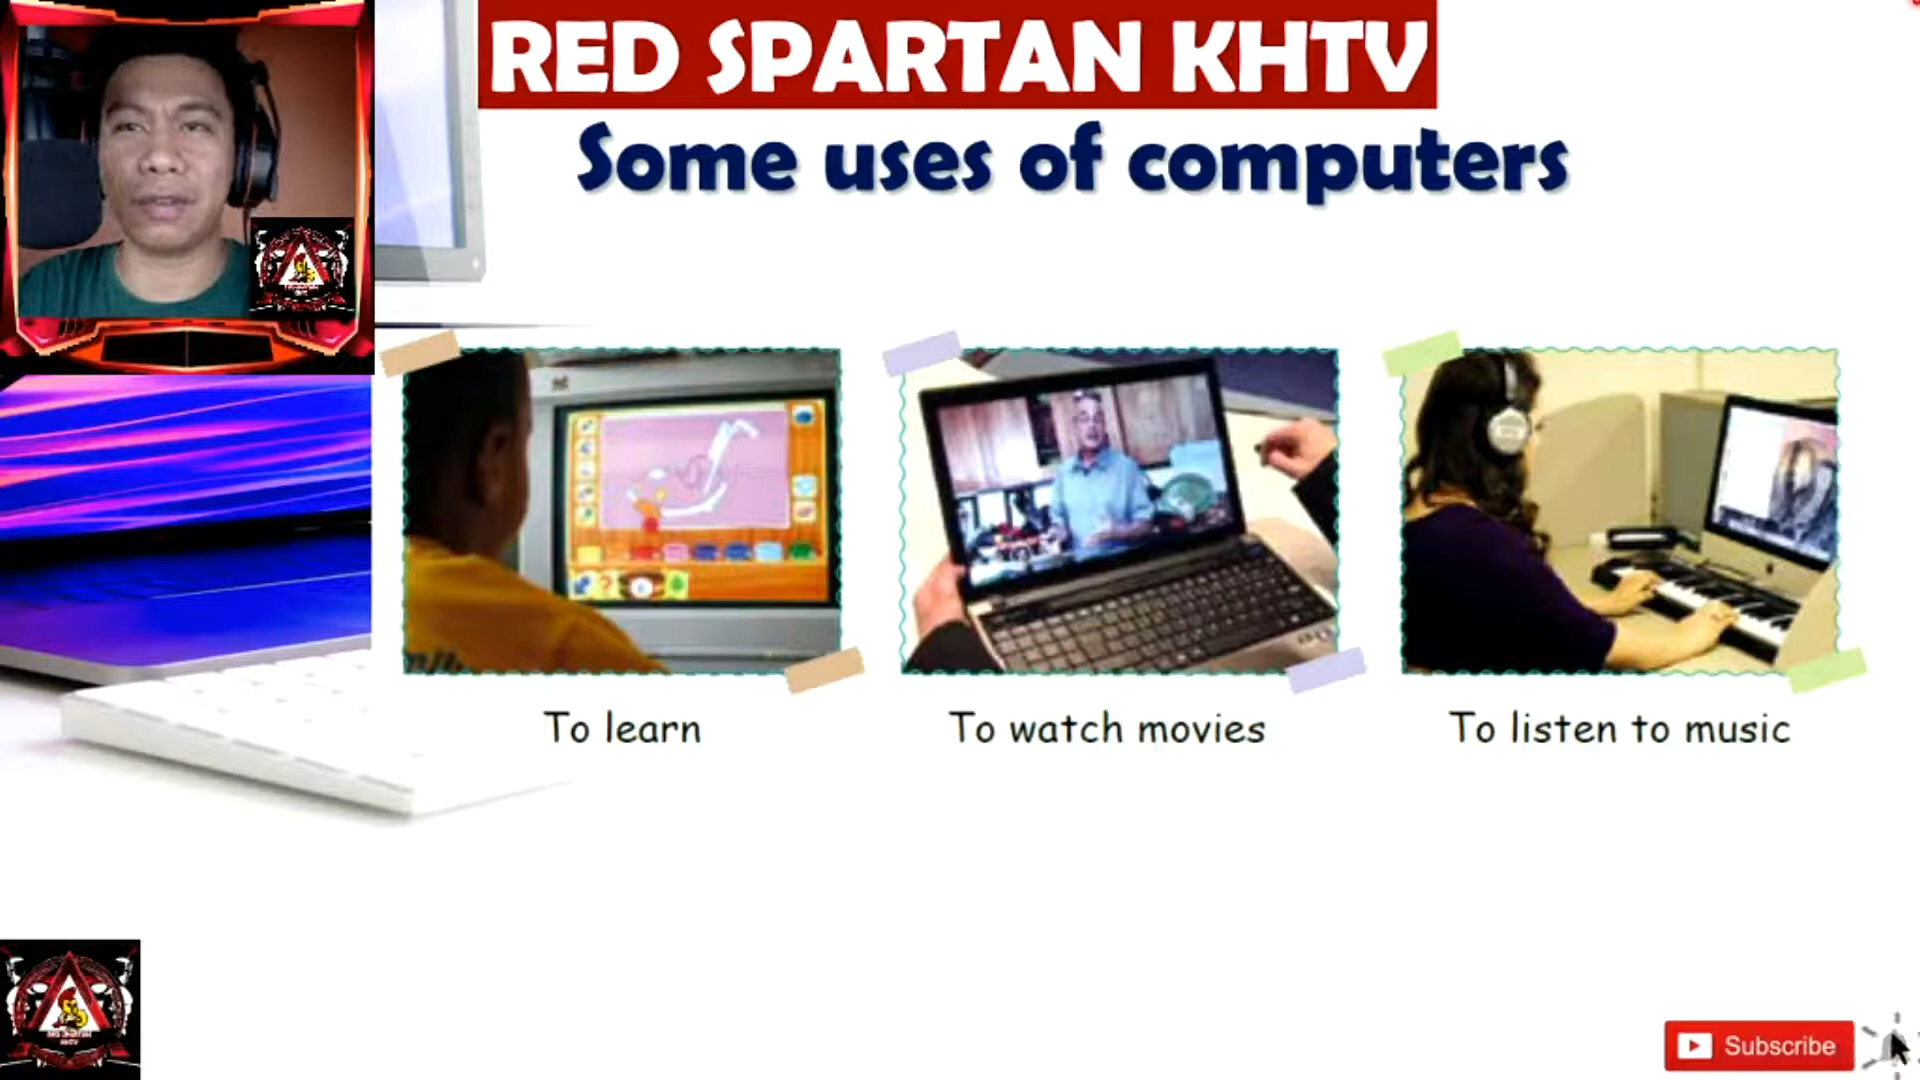 RED SPARTAN KHTV
Some uses of computers
To learn
To watch movies
To listen to music
Subscribe